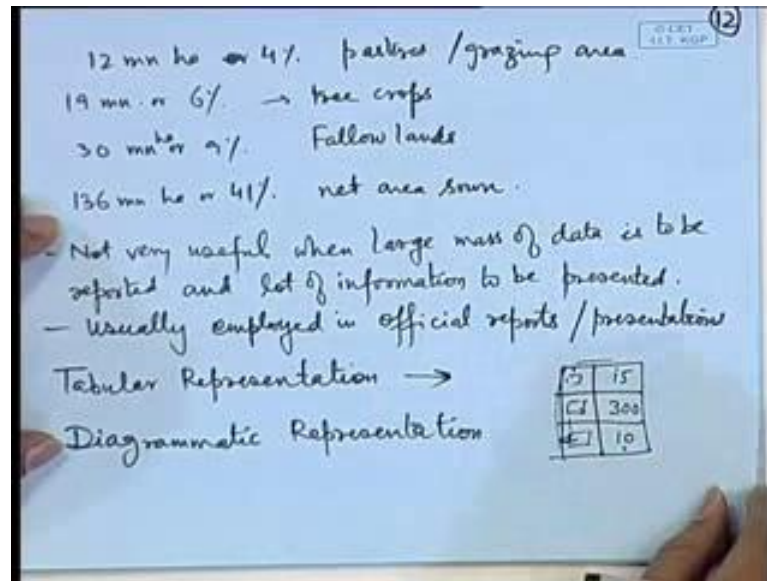 12
I.I.T. KGP
12 mn ha or 4%. pastures /grazing area
19 mn. or 6% → tree crops
30 mn ha or 9%. Fallow lands
136 mn ha or 41%. net area sown.
- Not very useful when large mass of data is to be
reported and lot of information to be presented.
- Usually employed in official reports / presentation
Tabular Representation →
15
300
Diagrammatic Representation
10